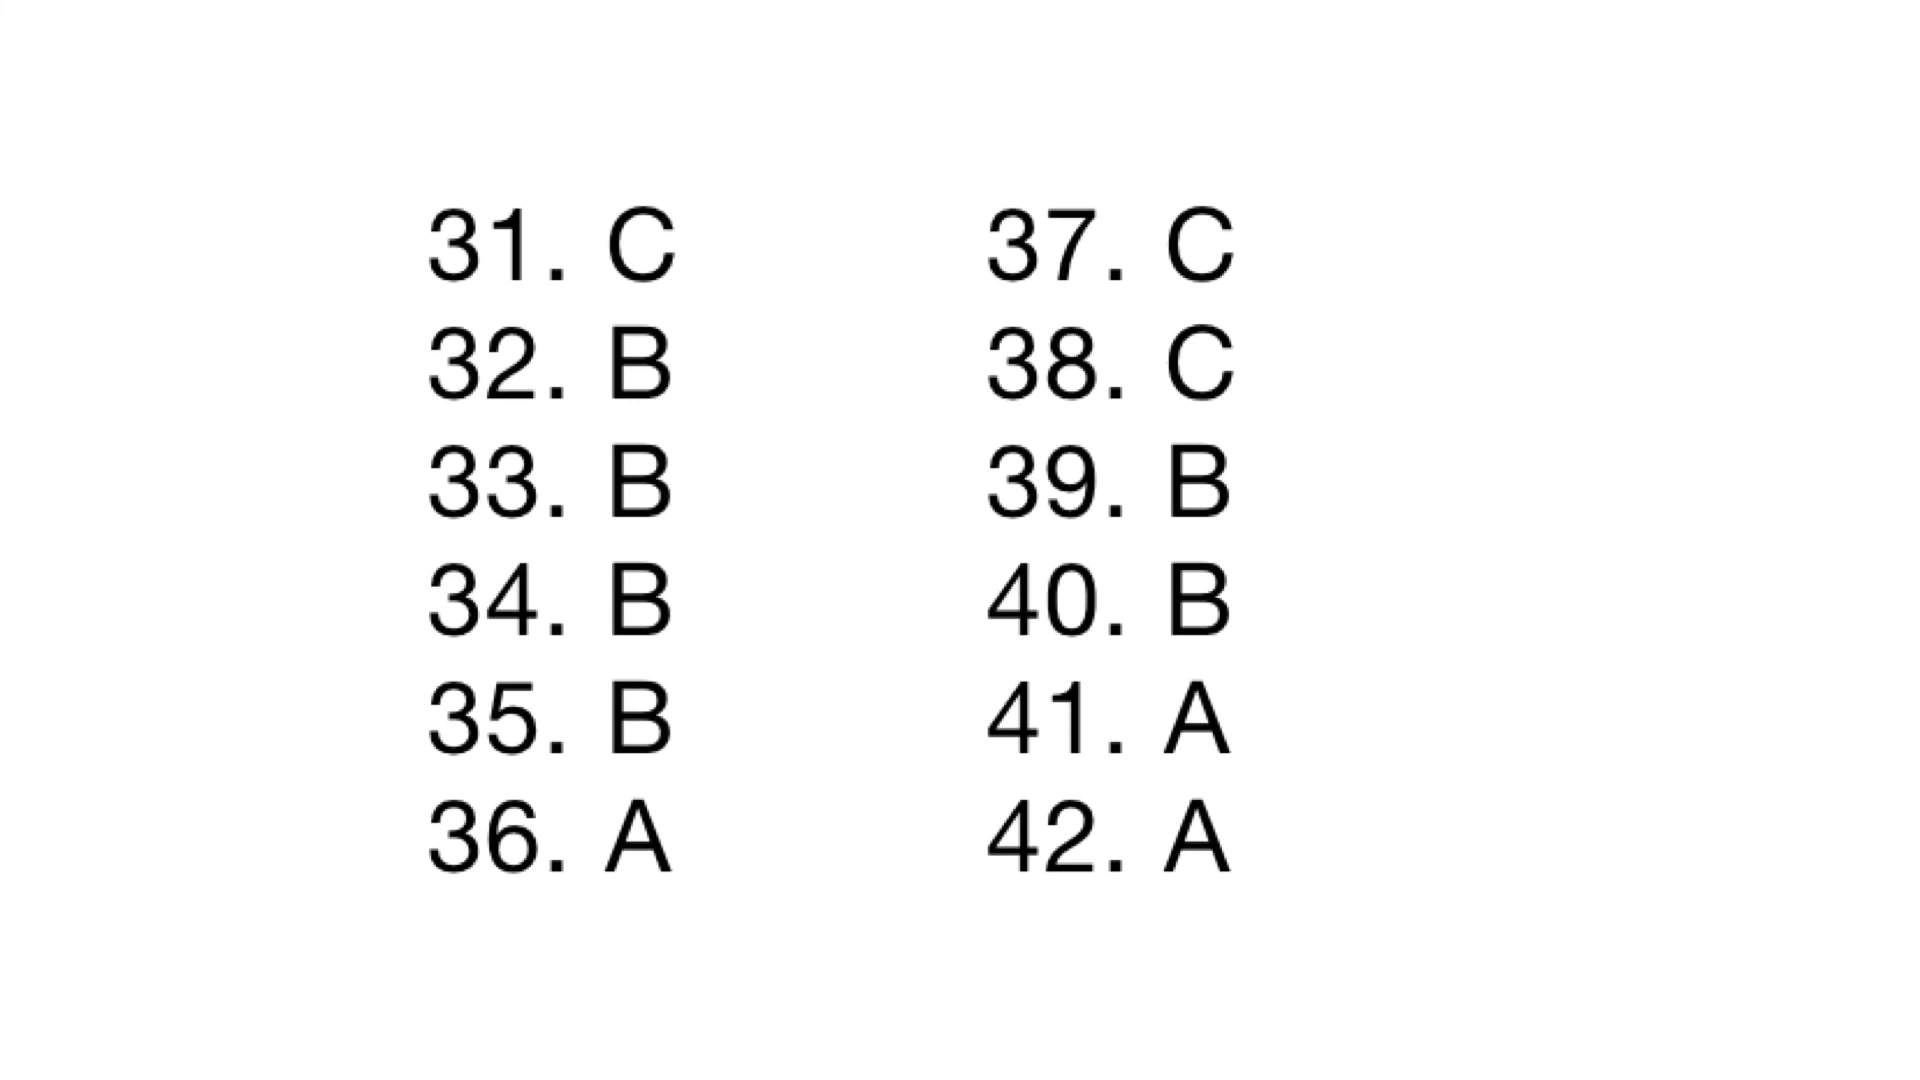 31. C
32. B
33. B
34. B
35. B
36. A
37. C
38. C
39. B
40. B
41. A
42. A